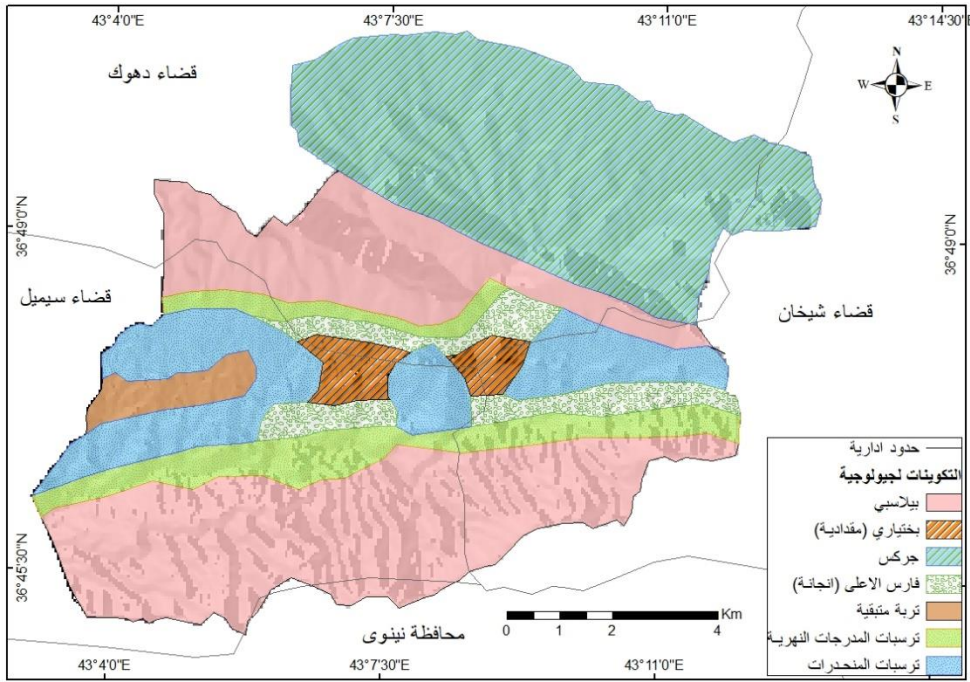 43°4'0"E 43°7'30"E 43°11'0"E 43°14'30"E
قضاء دهوك
N
W E
S
36°49'0"N 36°49'0"N
قضاء سيميل
قضاء شيخان
حدود ادارية
التكوينات لجيولوجية
بيلاسبي
بختياري (مقدادية)
جركس
فارس الاعلى (انجانة)
تربة متبقية
ترسبات المدرجات النهرية
ترسبات المنحدرات
36°45'30"N
محافظة نينوى
Km
0 1 2 4
43°4'0"E 43°7'30"E 43°11'0"E